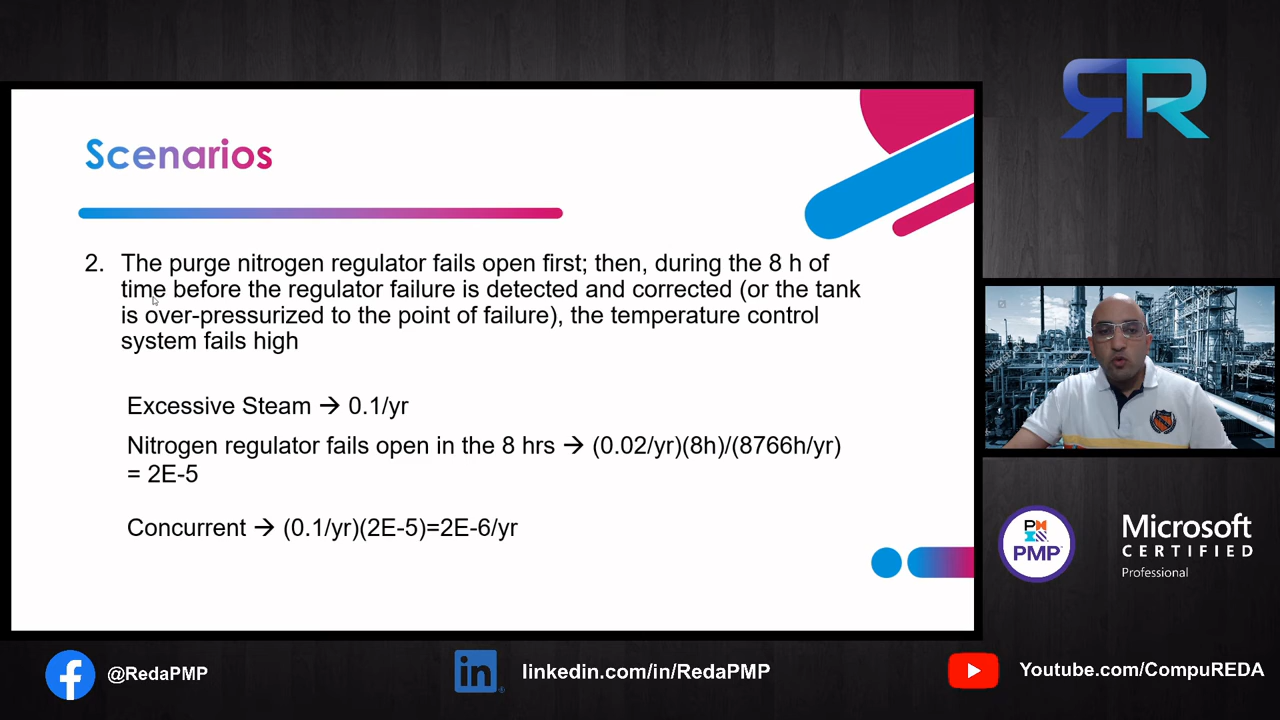 Scenarios
2. The purge nitrogen regulator fails open first; then, during the 8 h of
time before the regulator failure is detected and corrected (or the tank
is over-pressurized to the point of failure), the temperature control
system fails high
Excessive Steam → 0.1/yr
Nitrogen regulator fails open in the 8 hrs → (0.02/yr)(8h)/(8766h/yr)
= 2E-5
Concurrent → (0.1/yr)(2E-5)=2E-6/yr
PMP
Microsoft
CERTIFIED
Professional
@RedaPMP
in
linkedin.com/in/RedaPMP
Youtube.com/CompuREDA